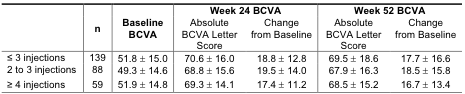 Week 24 BCVA Week 52 BCVA
n Baseline BCVA Absolute BCVA Letter Score Change from Baseline Absolute BCVA Letter Score Change from Baseline
≤ 3 injections 139 51.8 ± 15.0 70.6 ± 16.0 18.8 ± 12.8 69.5 ± 18.6 17.7 ± 16.6
2 to 3 injections 88 49.3 ± 14.6 68.8 ± 15.6 19.5 ± 14.0 67.9 ± 16.3 18.5 ± 15.8
≥ 4 injections 59 51.9 ± 14.8 69.3 ± 14.1 17.4 ± 11.2 68.5 ± 15.2 16.7 ± 13.4